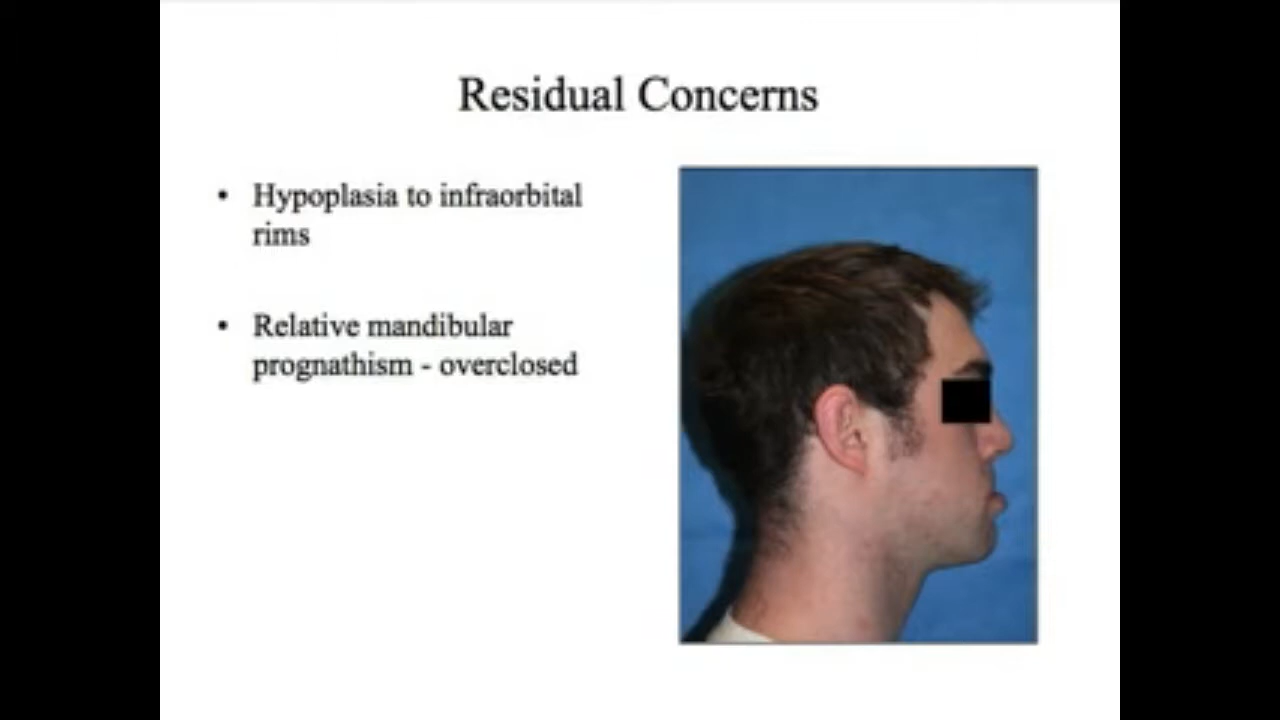 Residual Concerns
• Hypoplasia to infraorbital
rims
• Relative mandibular
prognathism - overclosed